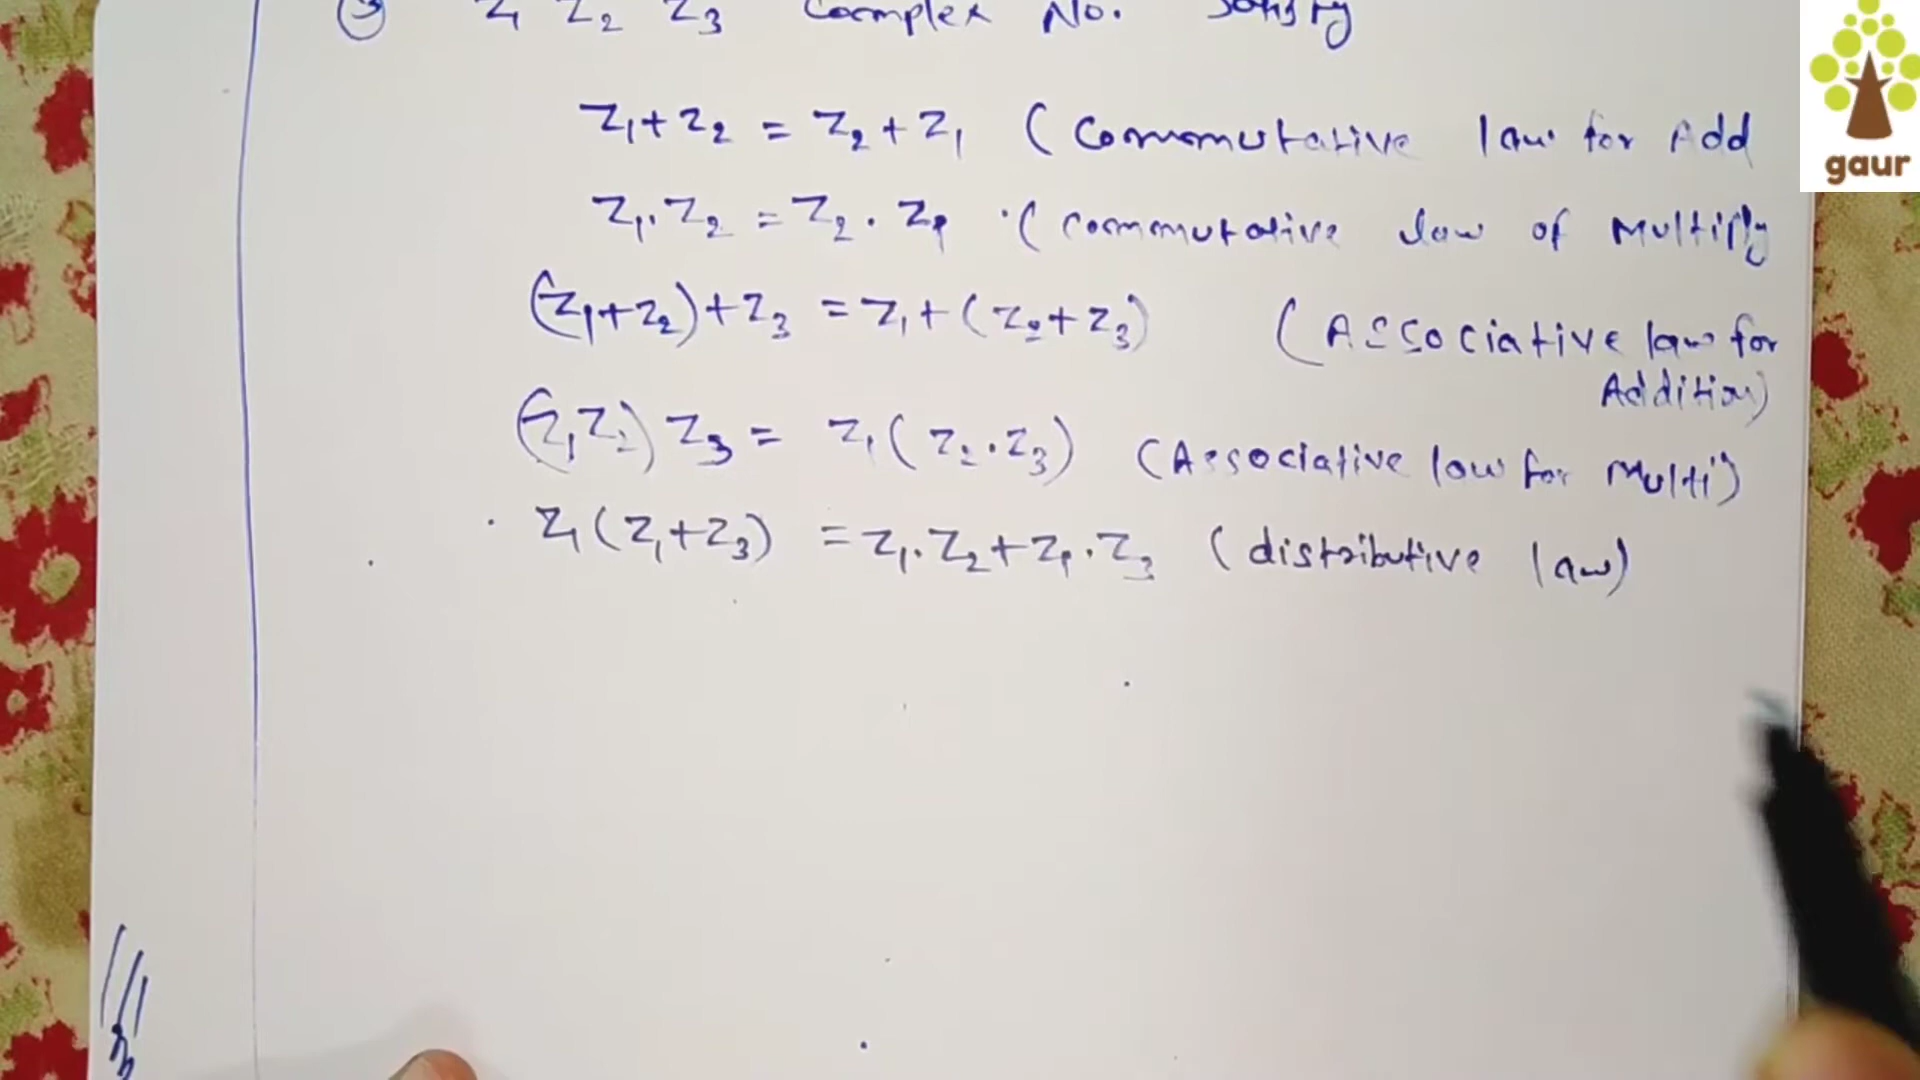 ③ Z₁ Z₂ Z₃ Complex No. Satisfy
Z₁+Z₂ = Z₂+Z₁ (Commutative law for Add
Z₁.Z₂ = Z₂.Z₁ (Commutative law of Multiply
(Z₁+Z₂)+Z₃ = Z₁+(Z₂+Z₃) (Associative law for
Addition)
(Z₁Z₂)Z₃ = Z₁(Z₂.Z₃) (Associative law for Multi)
Z₁(Z₁+Z₃) = Z₁.Z₂+Z₁.Z₃ (distributive law)
gaur